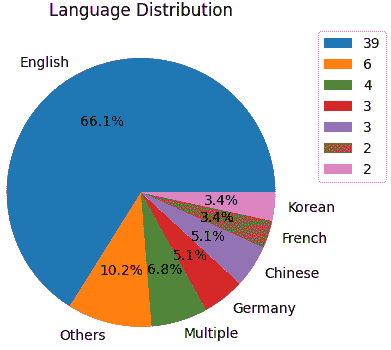 Language Distribution
39
6
4
3
3
2
2
English
66.1%
Others
10.2%
Multiple
6.8%
Germany
5.1%
Chinese
5.1%
French
3.4%
Korean
3.4%